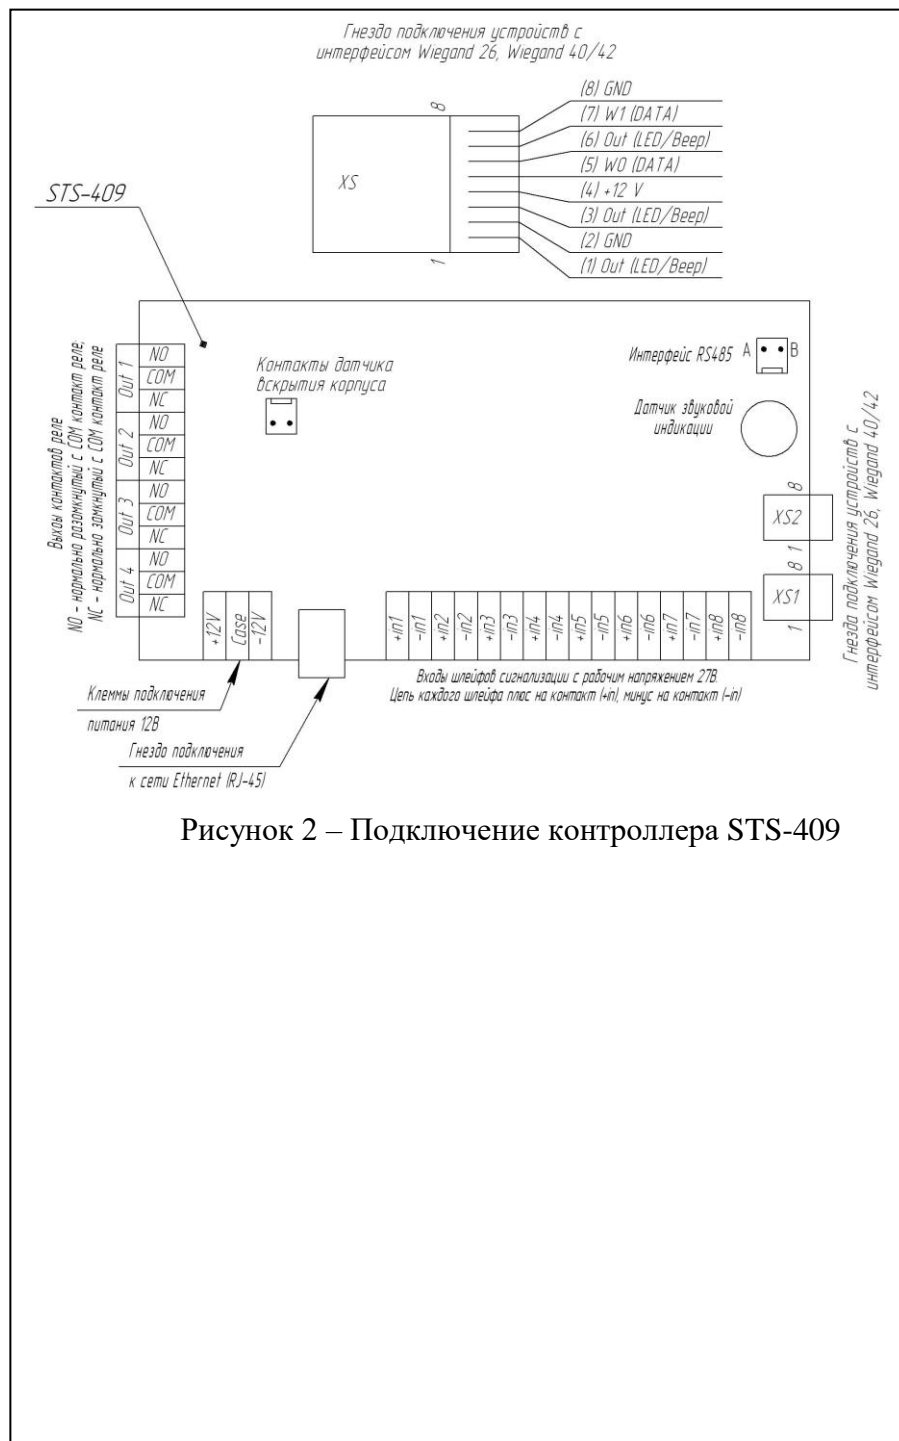 Гнездо подключения устройств с
интерфейсом Wiegand 26, Wiegand 40/42
(8) GND
(7) W1 (DATA)
(6) Out (LED/Beep)
(5) W0 (DATA)
(4) +12 V
(3) Out (LED/Beep)
(2) GND
(1) Out (LED/Beep)
8
XS
1
STS-409
Выхоы контактов реле
NO - нормально разомкнутый с COM контакт реле;
NC - нормально замкнутый с COM контакт реле
Out 1
NO
COM
NC
Out 2
NO
COM
NC
Out 3
NO
COM
NC
Out 4
NO
COM
NC
Контакты датчика
вскрытия корпуса
Интерфейс RS485
A
B
Датчик звуковой
индикации
8
XS2
1
8
XS1
1
Гнезда подключения устройств с
интерфейсом Wiegand 26, Wiegand 40/42
+12V
Case
-12V
+in1
-in1
+in2
-in2
+in3
-in3
+in4
-in4
+in5
-in5
+in6
-in6
+in7
-in7
+in8
-in8
Входы шлейфов сигнализации с рабочим напряжением 27В.
Цепь каждого шлейфа плюс на контакт (+in), минус на контакт (-in)
Клеммы подключения
питания 12В
Гнездо подключения
к сети Ethernet (RJ-45)
Рисунок 2 – Подключение контроллера STS-409